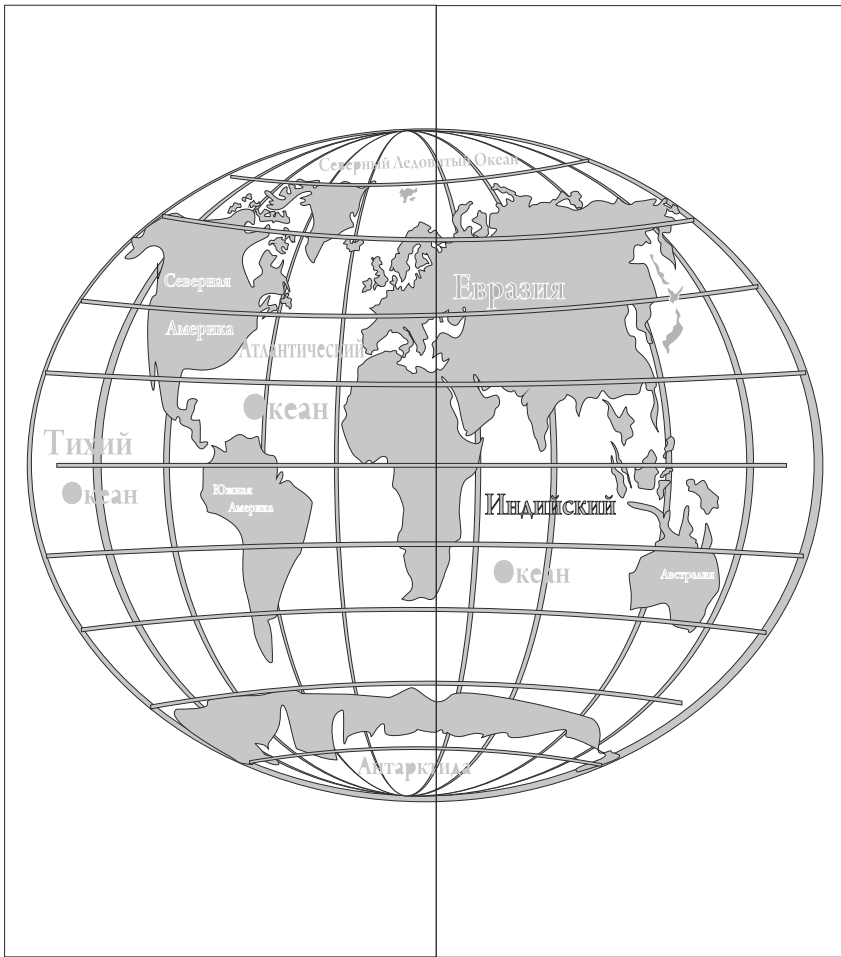 Северный Ледовитый Океан
Северная
Америка
Евразия
Атлантический
Океан
Тихий
Океан
Южная
Америка
Индийский
Океан
Австралия
Антарктида